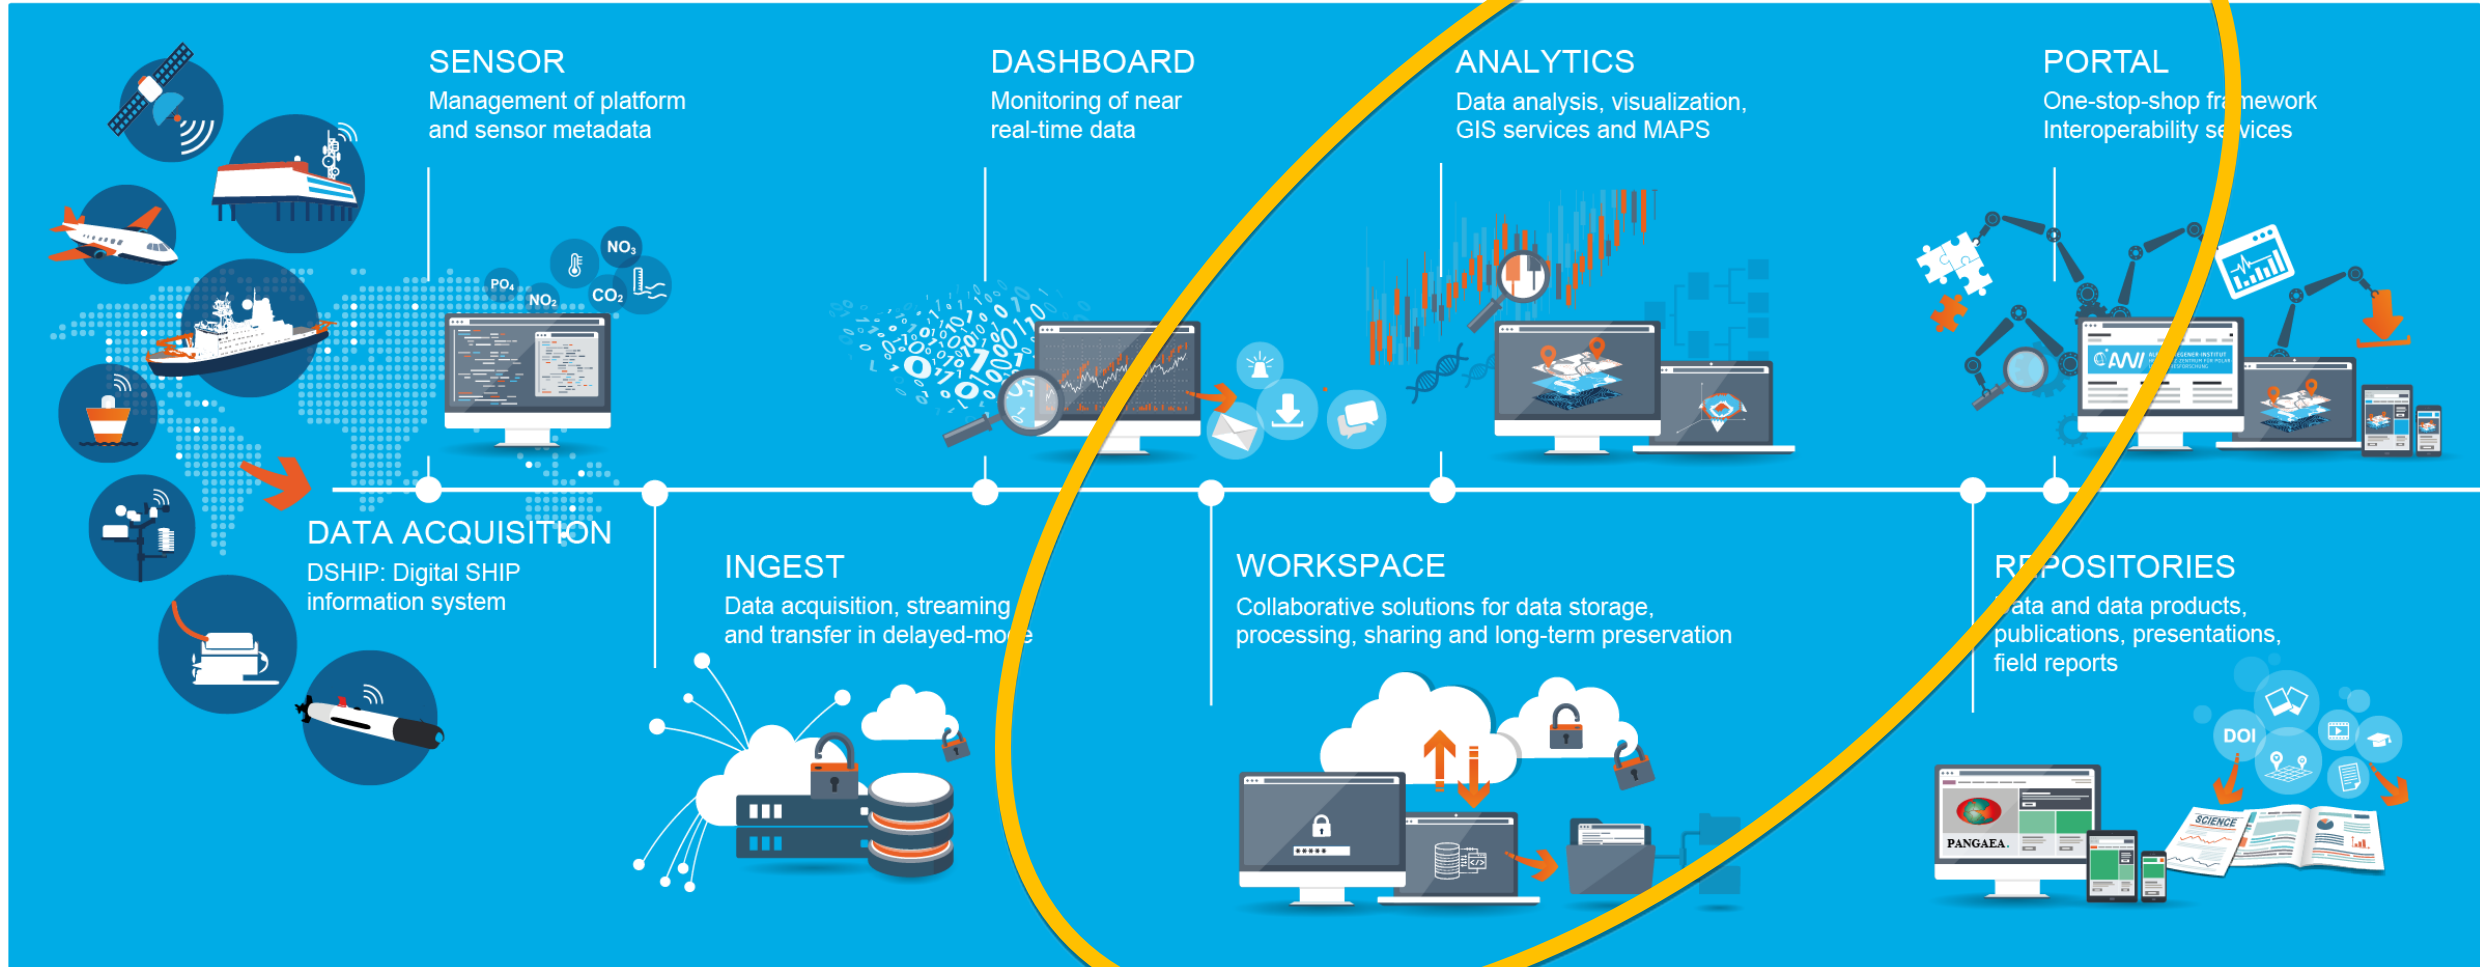 SENSOR
Management of platform
and sensor metadata
DASHBOARD
Monitoring of near
real-time data
ANALYTICS
Data analysis, visualization,
GIS services and MAPS
PORTAL
One-stop-shop framework
Interoperability services
NO₃
PO₄
NO₂
CO₂
AWI
DATA ACQUISITION
DSHIP: Digital SHIP
information system
INGEST
Data acquisition, streaming
and transfer in delayed-mode
WORKSPACE
Collaborative solutions for data storage,
processing, sharing and long-term preservation
REPOSITORIES
Data and data products,
publications, presentations,
field reports
DOI
SCIENCE
PANGAEA.